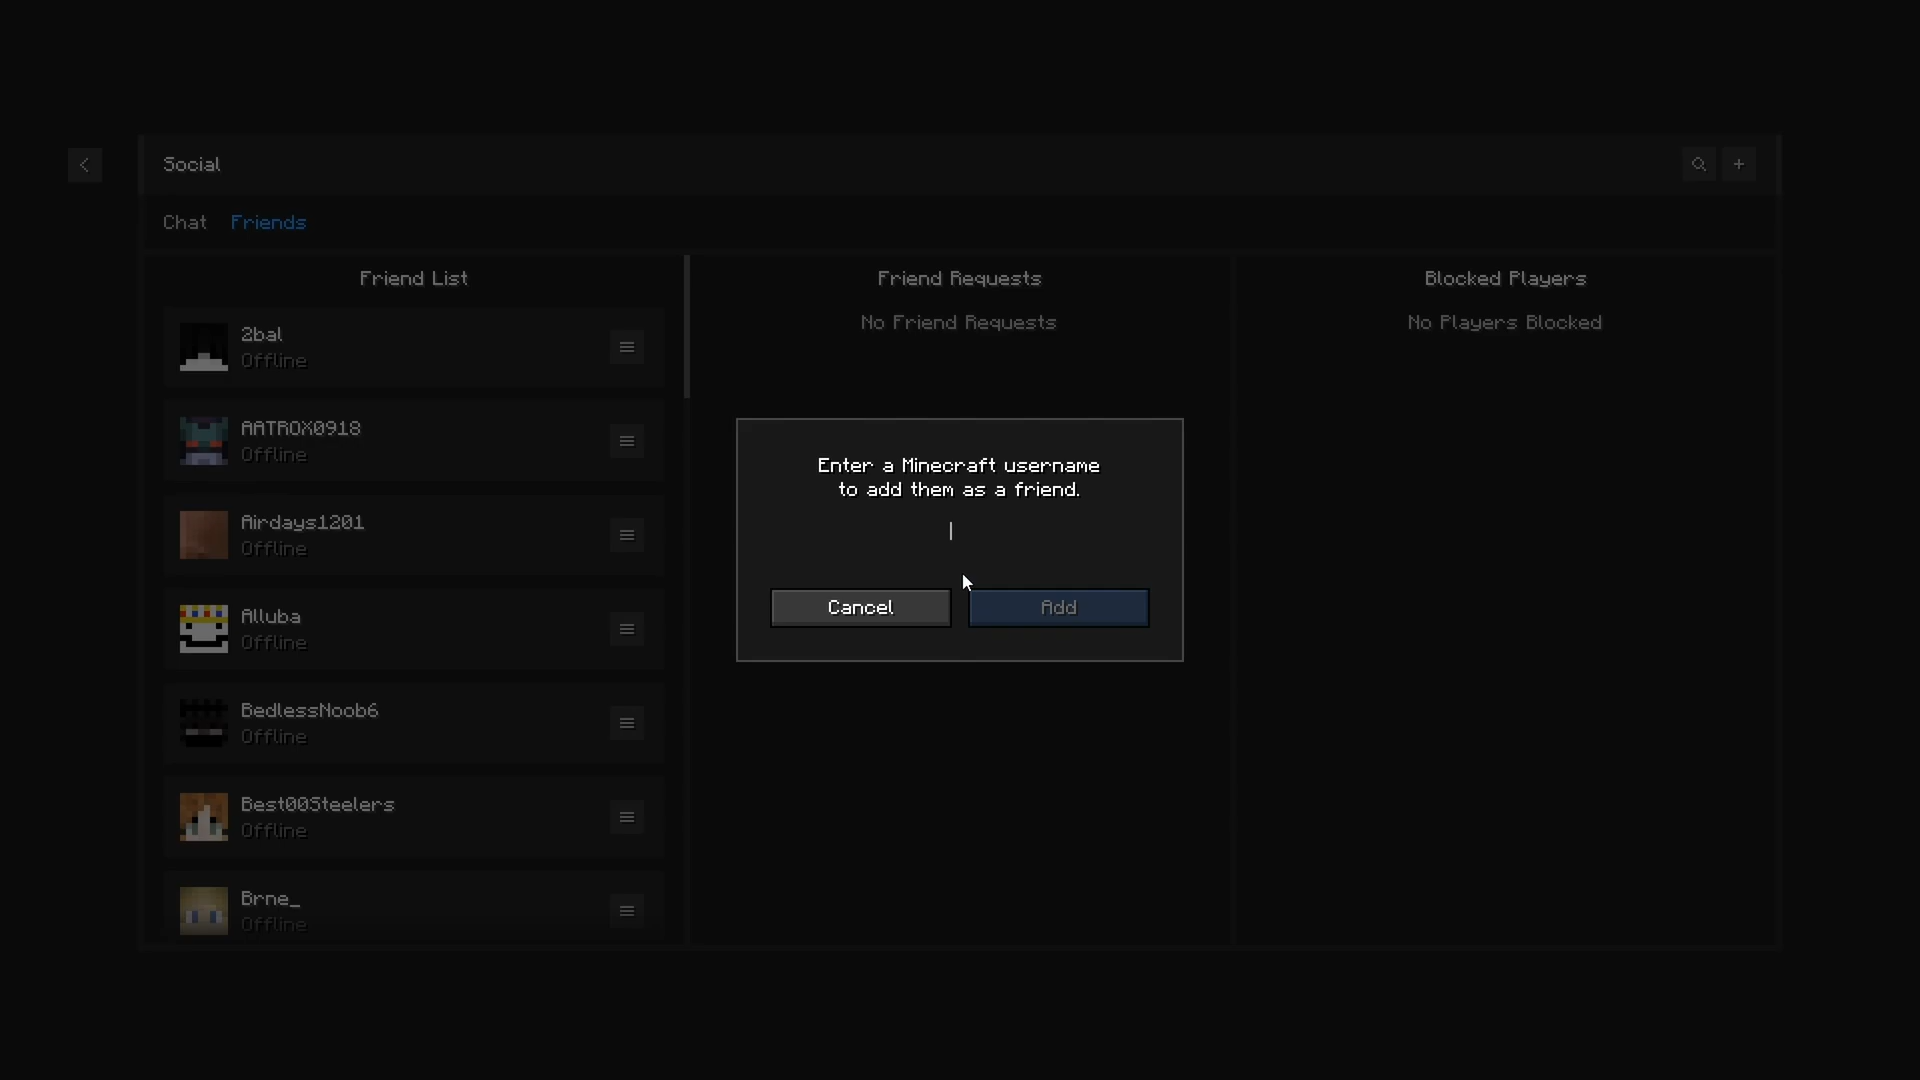 Social
Chat Friends
Friend List
2bal
Offline
AATROX0918
Offline
Airdays1201
Offline
Alluba
Offline
BedlessNoob6
Offline
Best00Steelers
Offline
Brne_
Offline
Friend Requests
No Friend Requests
Blocked Players
No Players Blocked
Enter a Minecraft username
to add them as a friend.
Cancel Add